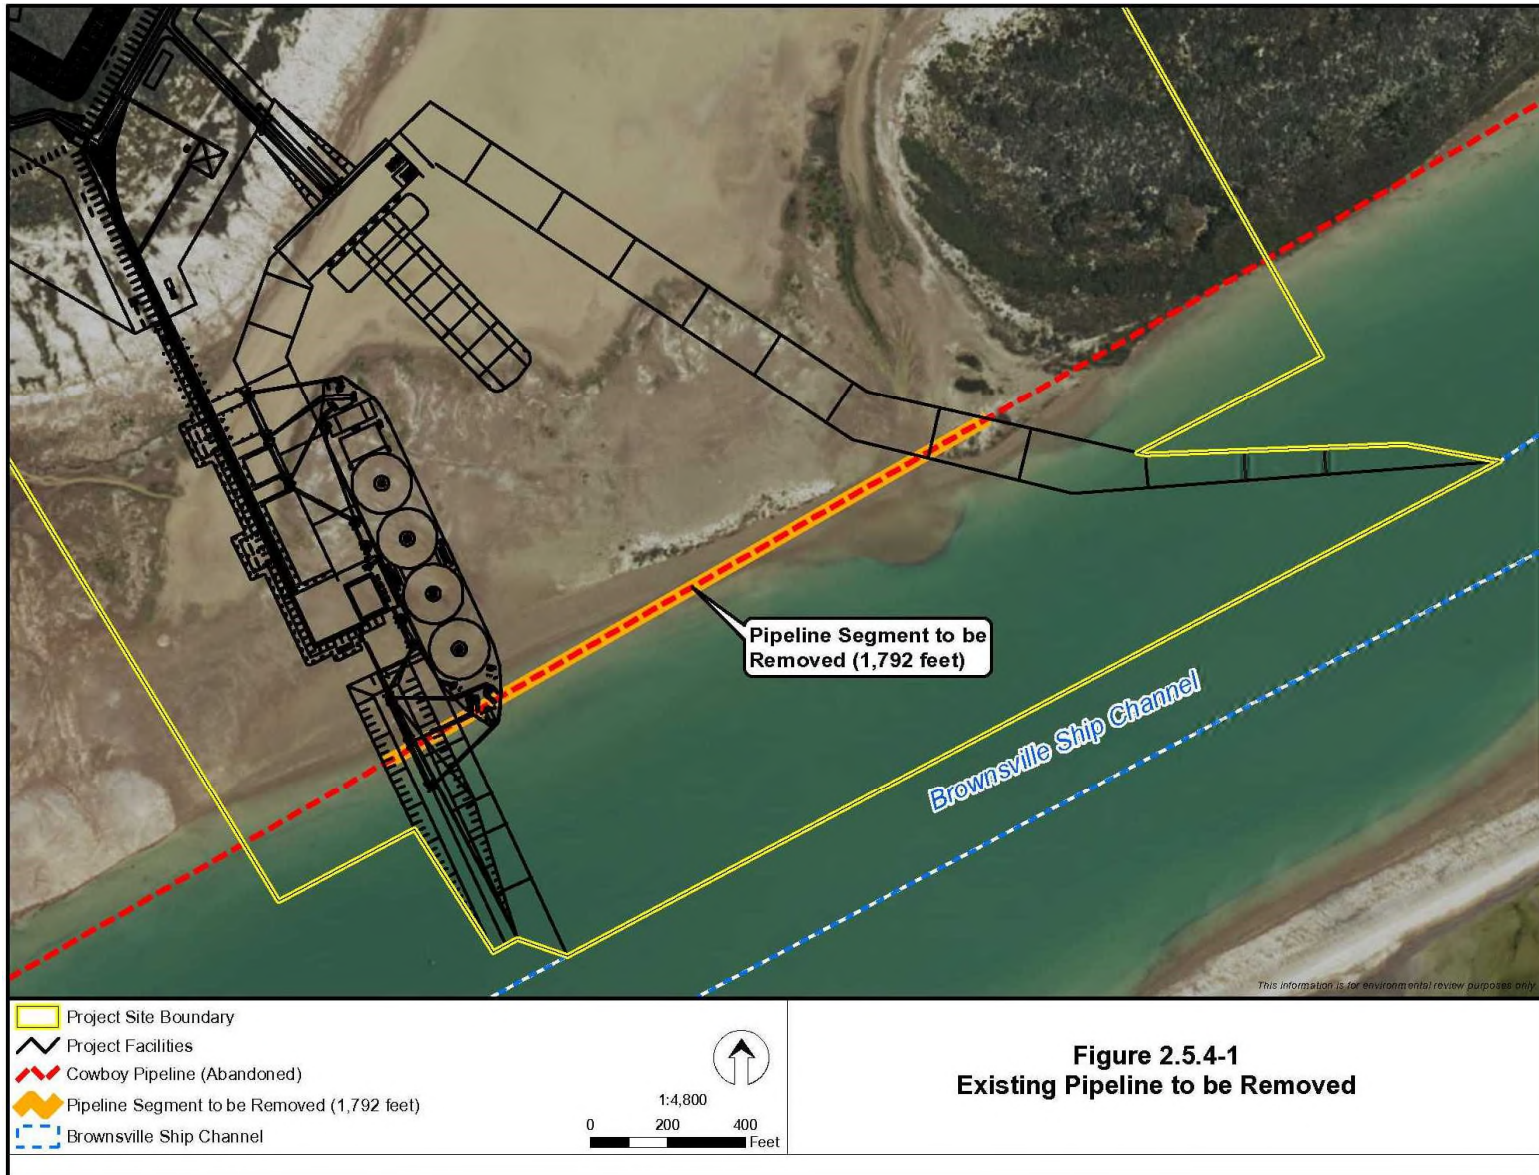 Pipeline Segment to be
Removed (1,792 feet)
Brownsville Ship Channel
This information is for environmental review purposes only
Project Site Boundary
Project Facilities
Cowboy Pipeline (Abandoned)
Pipeline Segment to be Removed (1,792 feet)
Brownsville Ship Channel
1:4,800
0 200 400
Feet
Figure 2.5.4-1
Existing Pipeline to be Removed